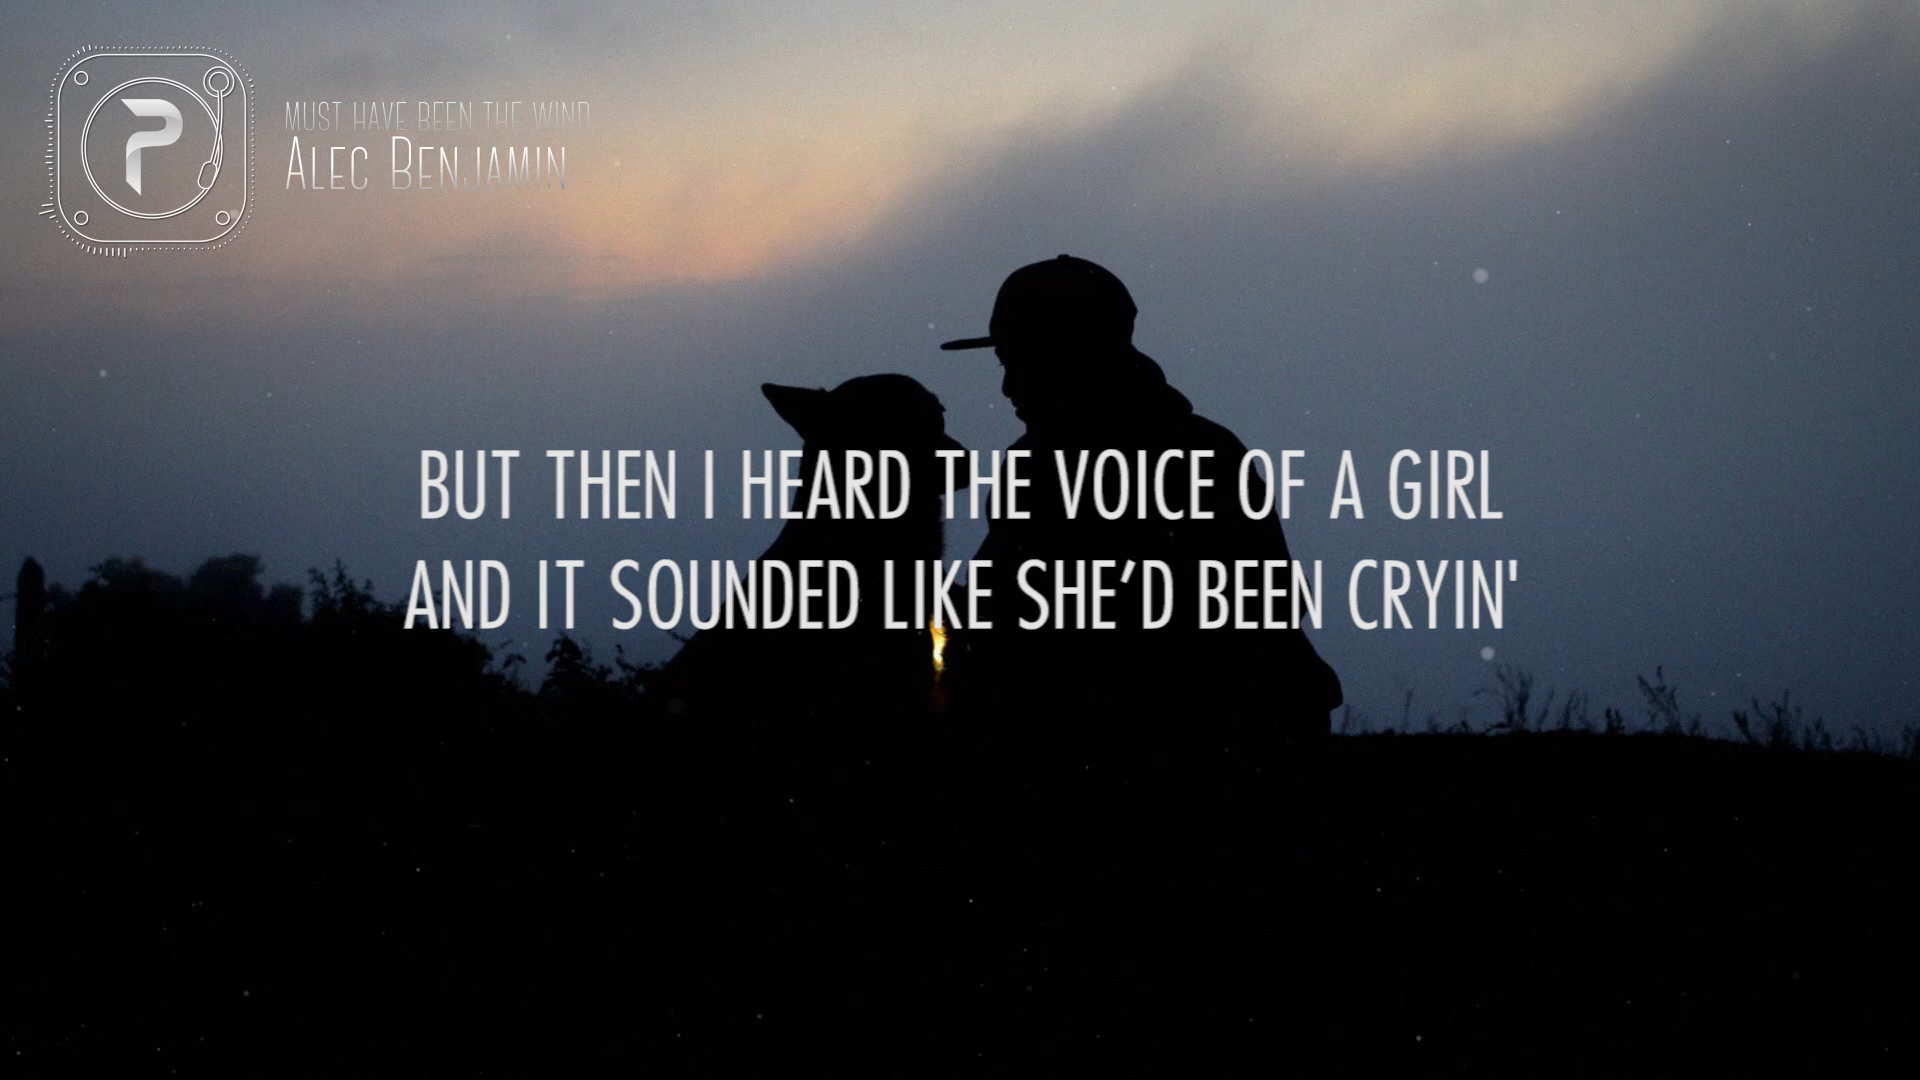 MUST HAVE BEEN THE WIND
ALEC BENJAMIN
BUT THEN I HEARD THE VOICE OF A GIRL
AND IT SOUNDED LIKE SHE’D BEEN CRYIN'